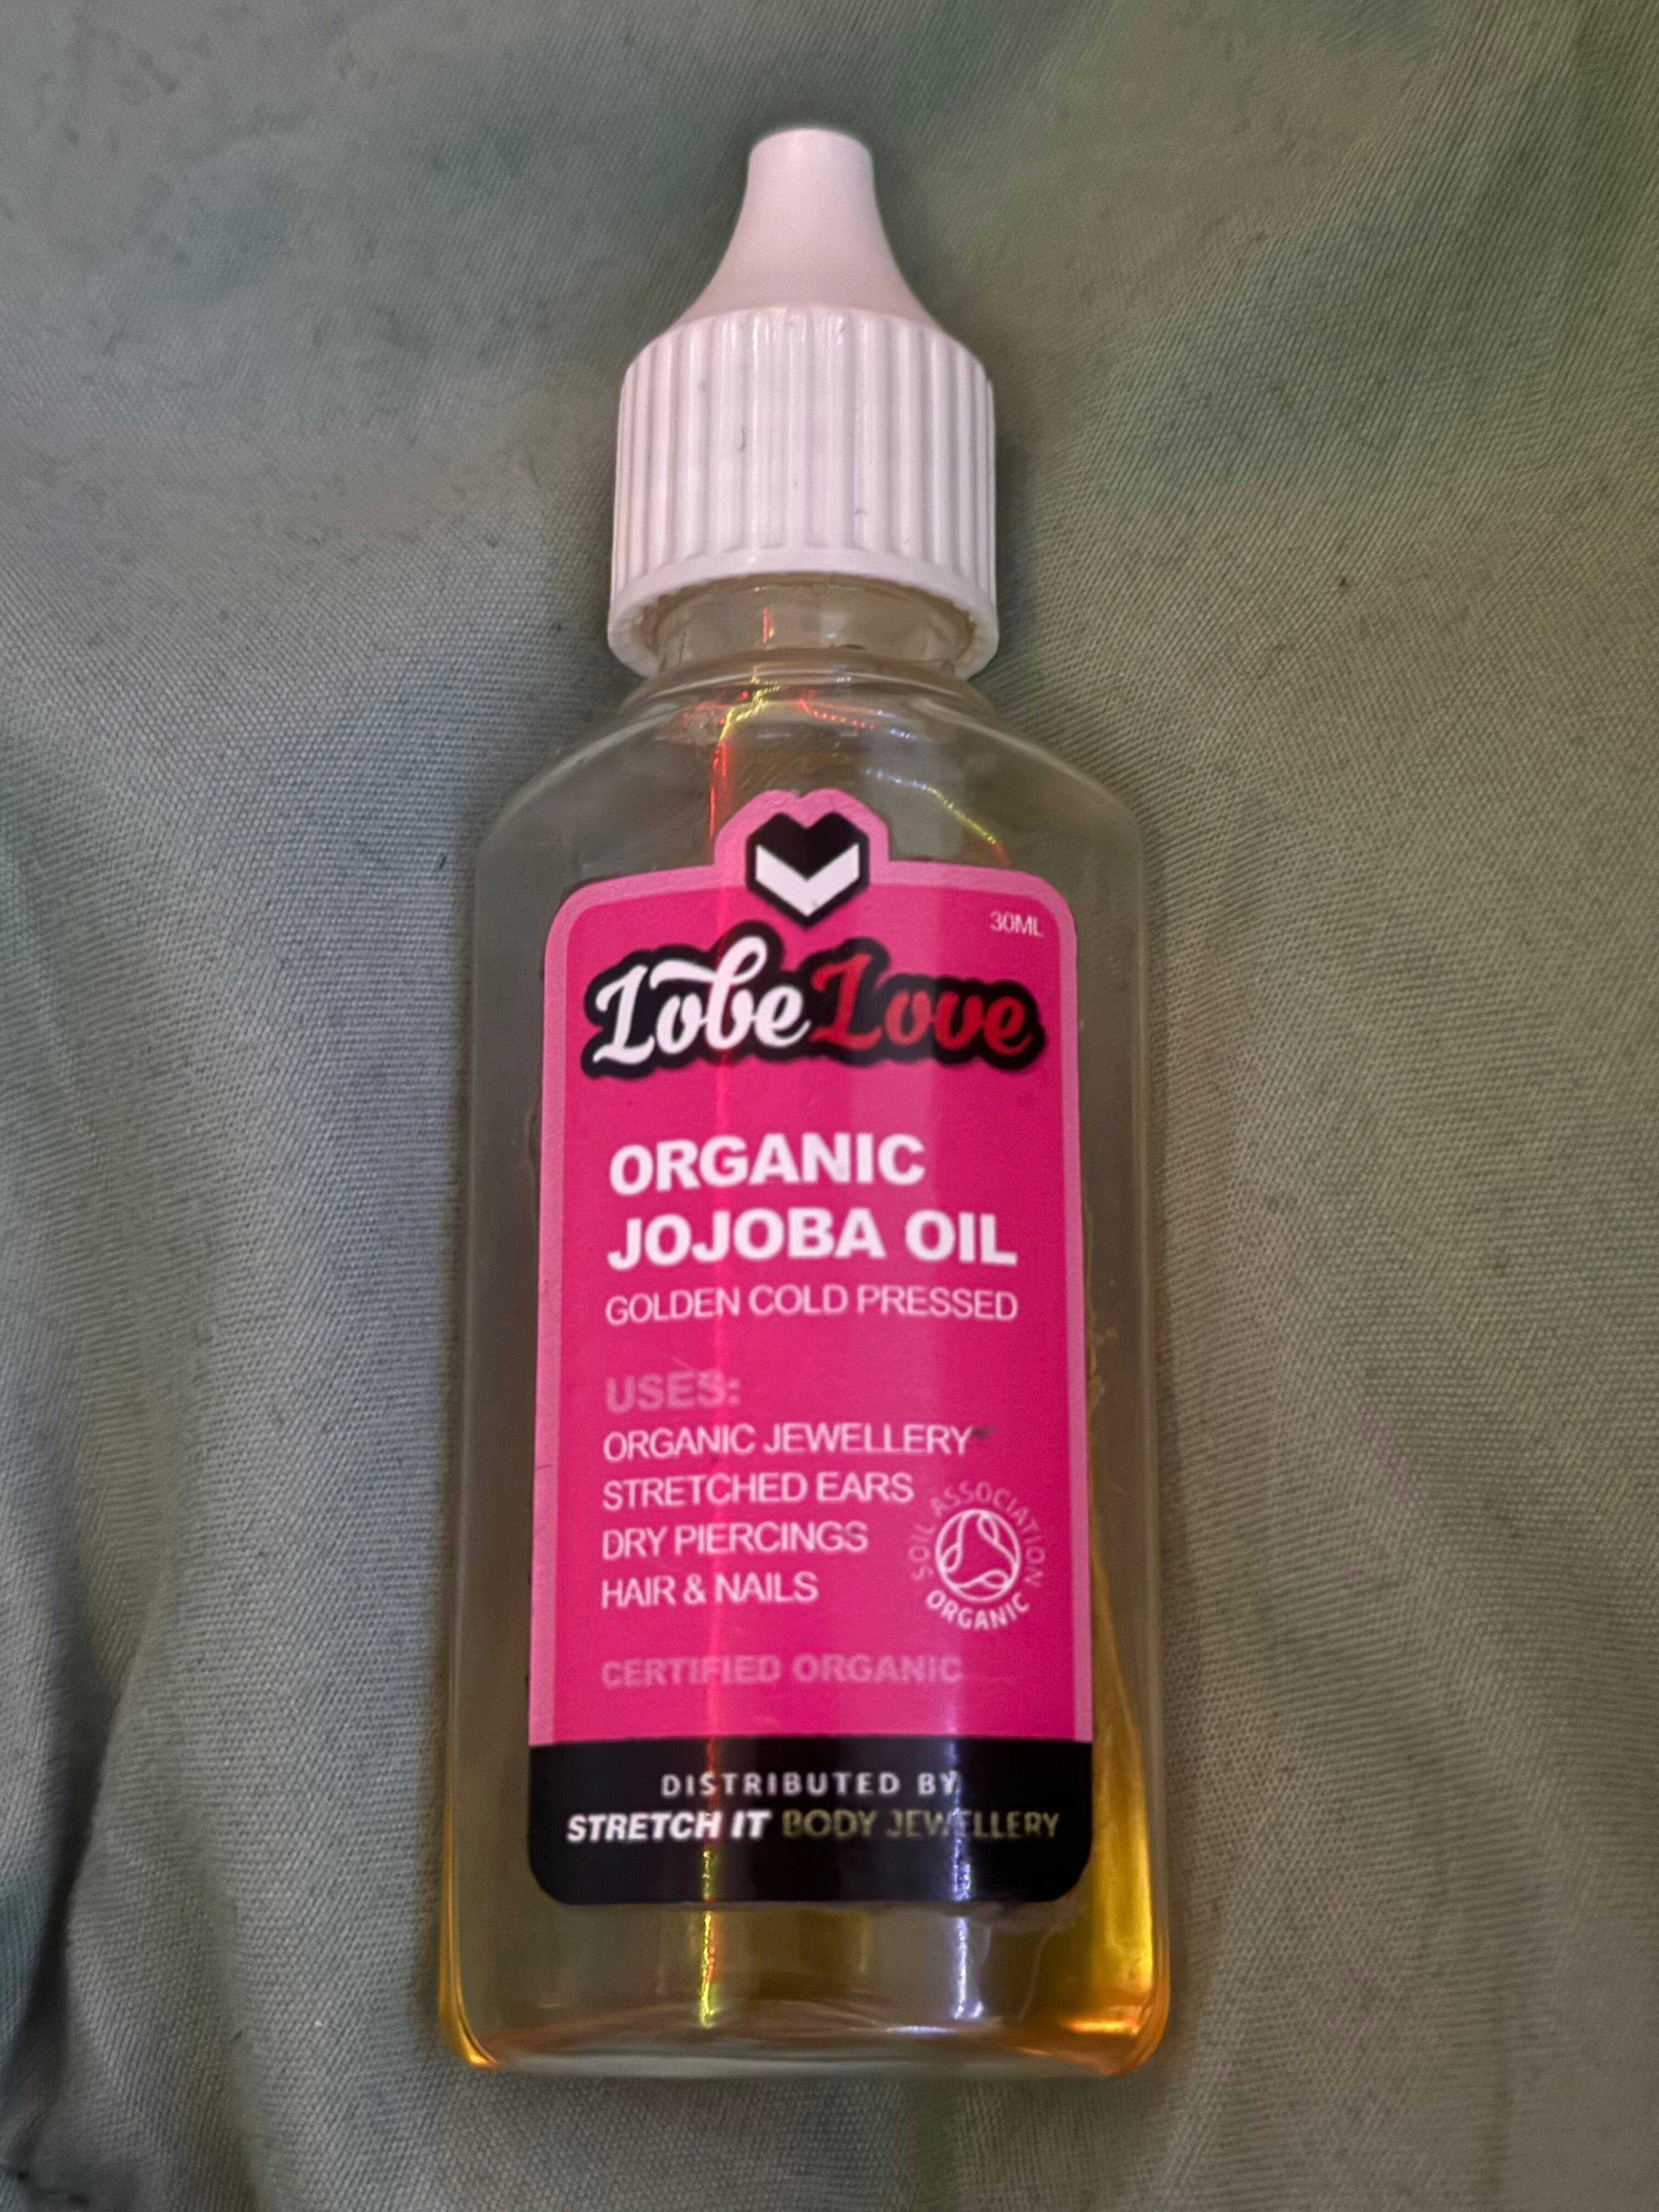 30ML
LobeLove
ORGANIC
JOJOBA OIL
GOLDEN COLD PRESSED
USES:
ORGANIC JEWELLERY
STRETCHED EARS
DRY PIERCINGS
HAIR & NAILS
SOIL ASSOCIATION
ORGANIC
CERTIFIED ORGANIC
DISTRIBUTED BY
STRETCH IT BODY JEWELLERY